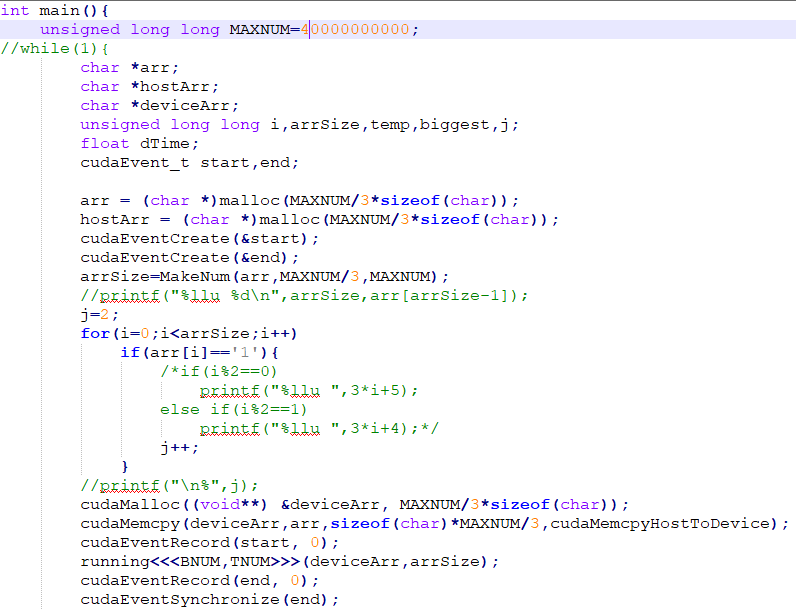 int main(){
    unsigned long long MAXNUM=40000000000;
//while(1){
        char *arr;
        char *hostArr;
        char *deviceArr;
        unsigned long long i,arrSize,temp,biggest,j;
        float dTime;
        cudaEvent_t start,end;

        arr = (char *)malloc(MAXNUM/3*sizeof(char));
        hostArr = (char *)malloc(MAXNUM/3*sizeof(char));
        cudaEventCreate(&start);
        cudaEventCreate(&end);
        arrSize=MakeNum(arr,MAXNUM/3,MAXNUM);
        //printf("%llu %d\n",arrSize,arr[arrSize-1]);
        j=2;
        for(i=0;i<arrSize;i++)
            if(arr[i]=='1'){
                /*if(i%2==0)
                    printf("%llu ",3*i+5);
                else if(i%2==1)
                    printf("%llu ",3*i+4);*/
                j++;
            }
        //printf("\n%",j);
        cudaMalloc((void**) &deviceArr, MAXNUM/3*sizeof(char));
        cudaMemcpy(deviceArr,arr,sizeof(char)*MAXNUM/3,cudaMemcpyHostToDevice);
        cudaEventRecord(start, 0);
        running<<<BNUM,TNUM>>>(deviceArr,arrSize);
        cudaEventRecord(end, 0);
        cudaEventSynchronize(end);